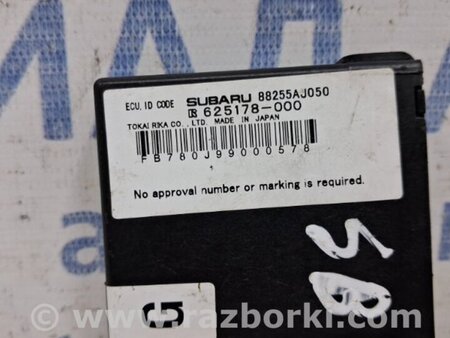 ECU, ID CODE SUBARU 88255AJ050
625178-000
TOKAI RIKA CO., LTD. MADE IN JAPAN
FB780J99000578
No approval number or marking is required.
www.razborki.com